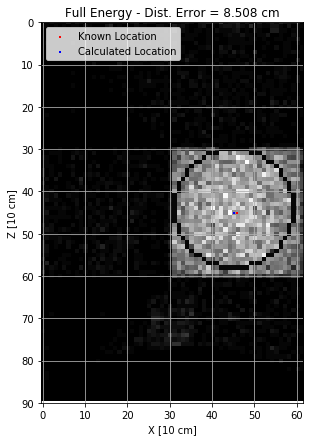 Full Energy - Dist. Error = 8.508 cm
Known Location
Calculated Location
0
10
20
30
40
50
60
70
80
90
Z [10 cm]
0 10 20 30 40 50 60
X [10 cm]